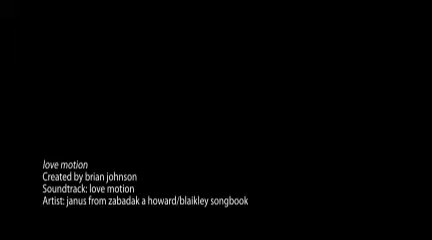 love motion
Created by brian johnson
Soundtrack: love motion
Artist: janus from zabadak a howard/blaikley songbook